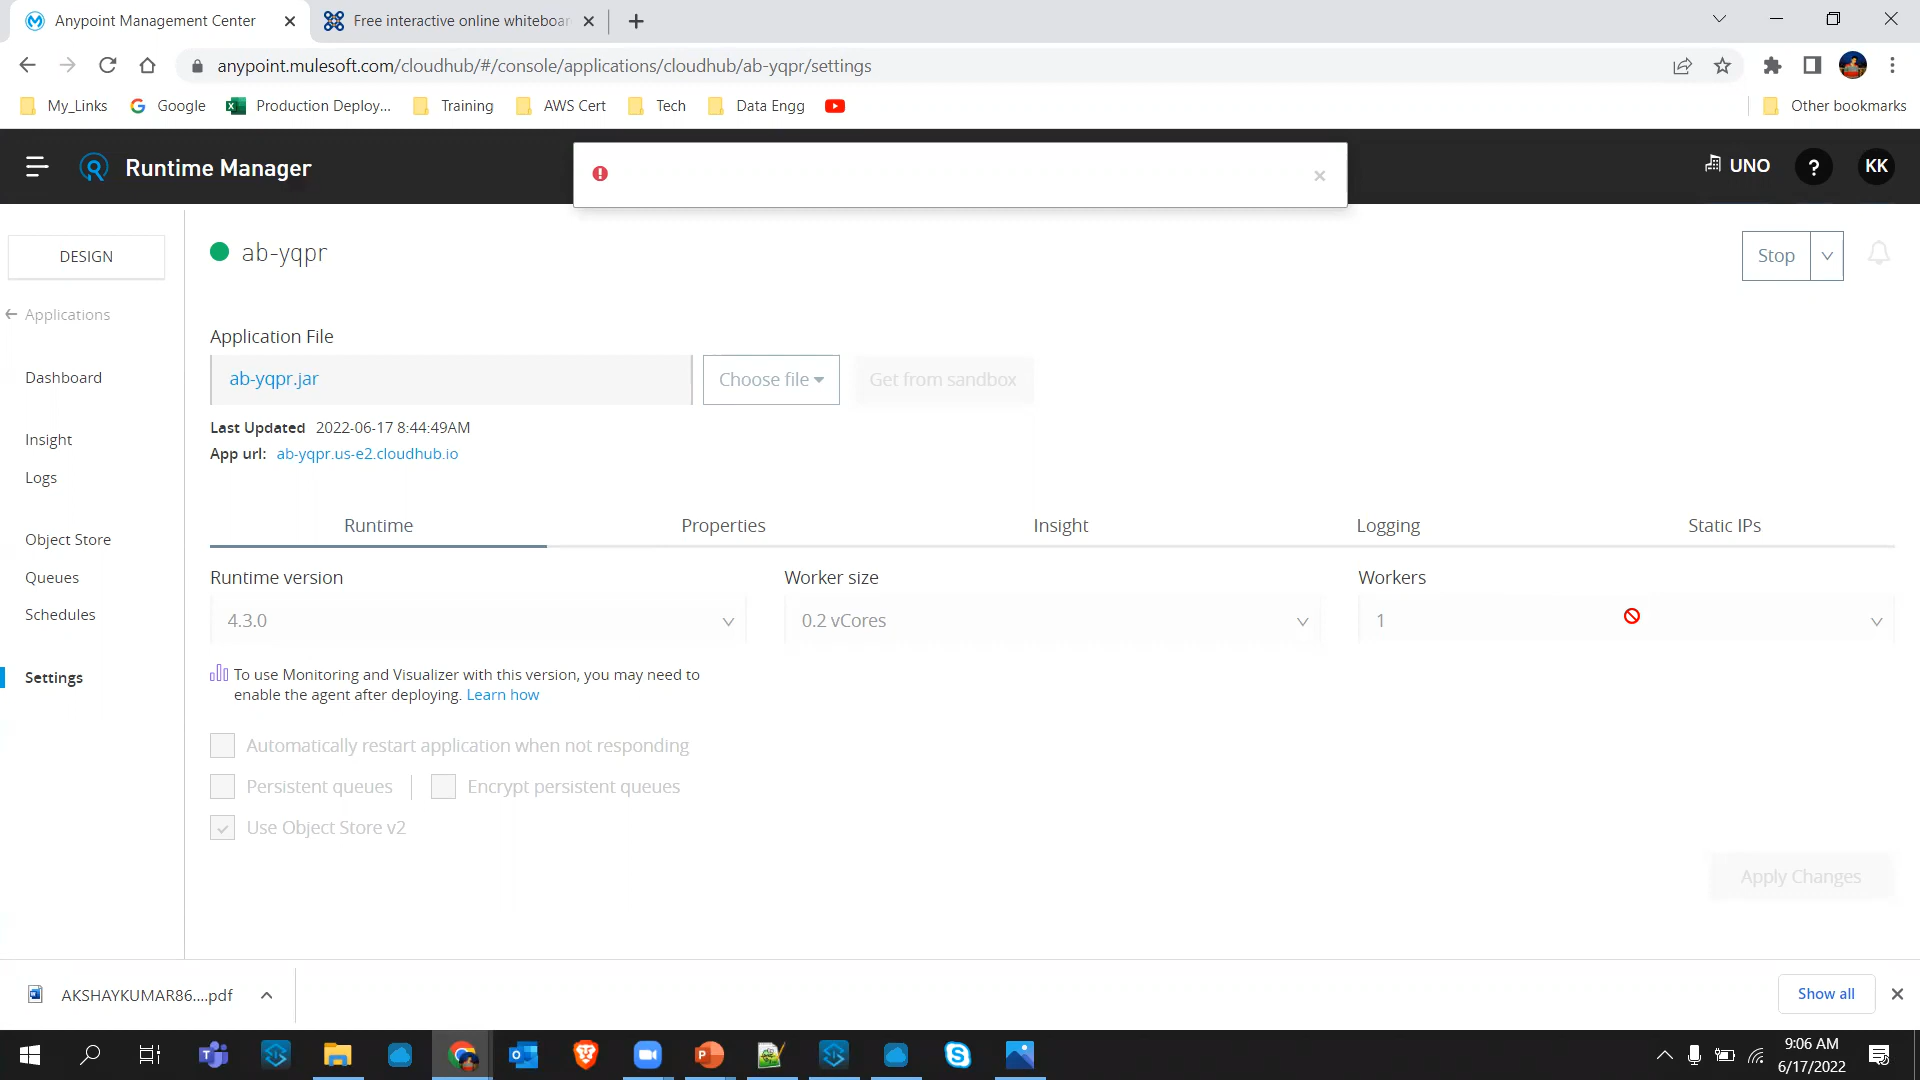 Anypoint Management Center
Free interactive online whiteboar
anypoint.mulesoft.com/cloudhub/#/console/applications/cloudhub/ab-yqpr/settings
My_Links Google Production Deploy... Training AWS Cert Tech Data Engg Other bookmarks
Runtime Manager
UNO ? KK
DESIGN
ab-yqpr
Stop
Applications
Application File
Dashboard
ab-yqpr.jar
Choose file
Get from sandbox
Last Updated 2022-06-17 8:44:49AM
Insight
App url: ab-yqpr.us-e2.cloudhub.io
Logs
Runtime Properties Insight Logging Static IPs
Object Store
Queues
Runtime version Worker size Workers
Schedules
4.3.0 0.2 vCores 1
Settings
To use Monitoring and Visualizer with this version, you may need to
enable the agent after deploying. Learn how
Automatically restart application when not responding
Persistent queues Encrypt persistent queues
Use Object Store v2
Apply Changes
AKSHAYKUMAR86....pdf
Show all
9:06 AM
6/17/2022